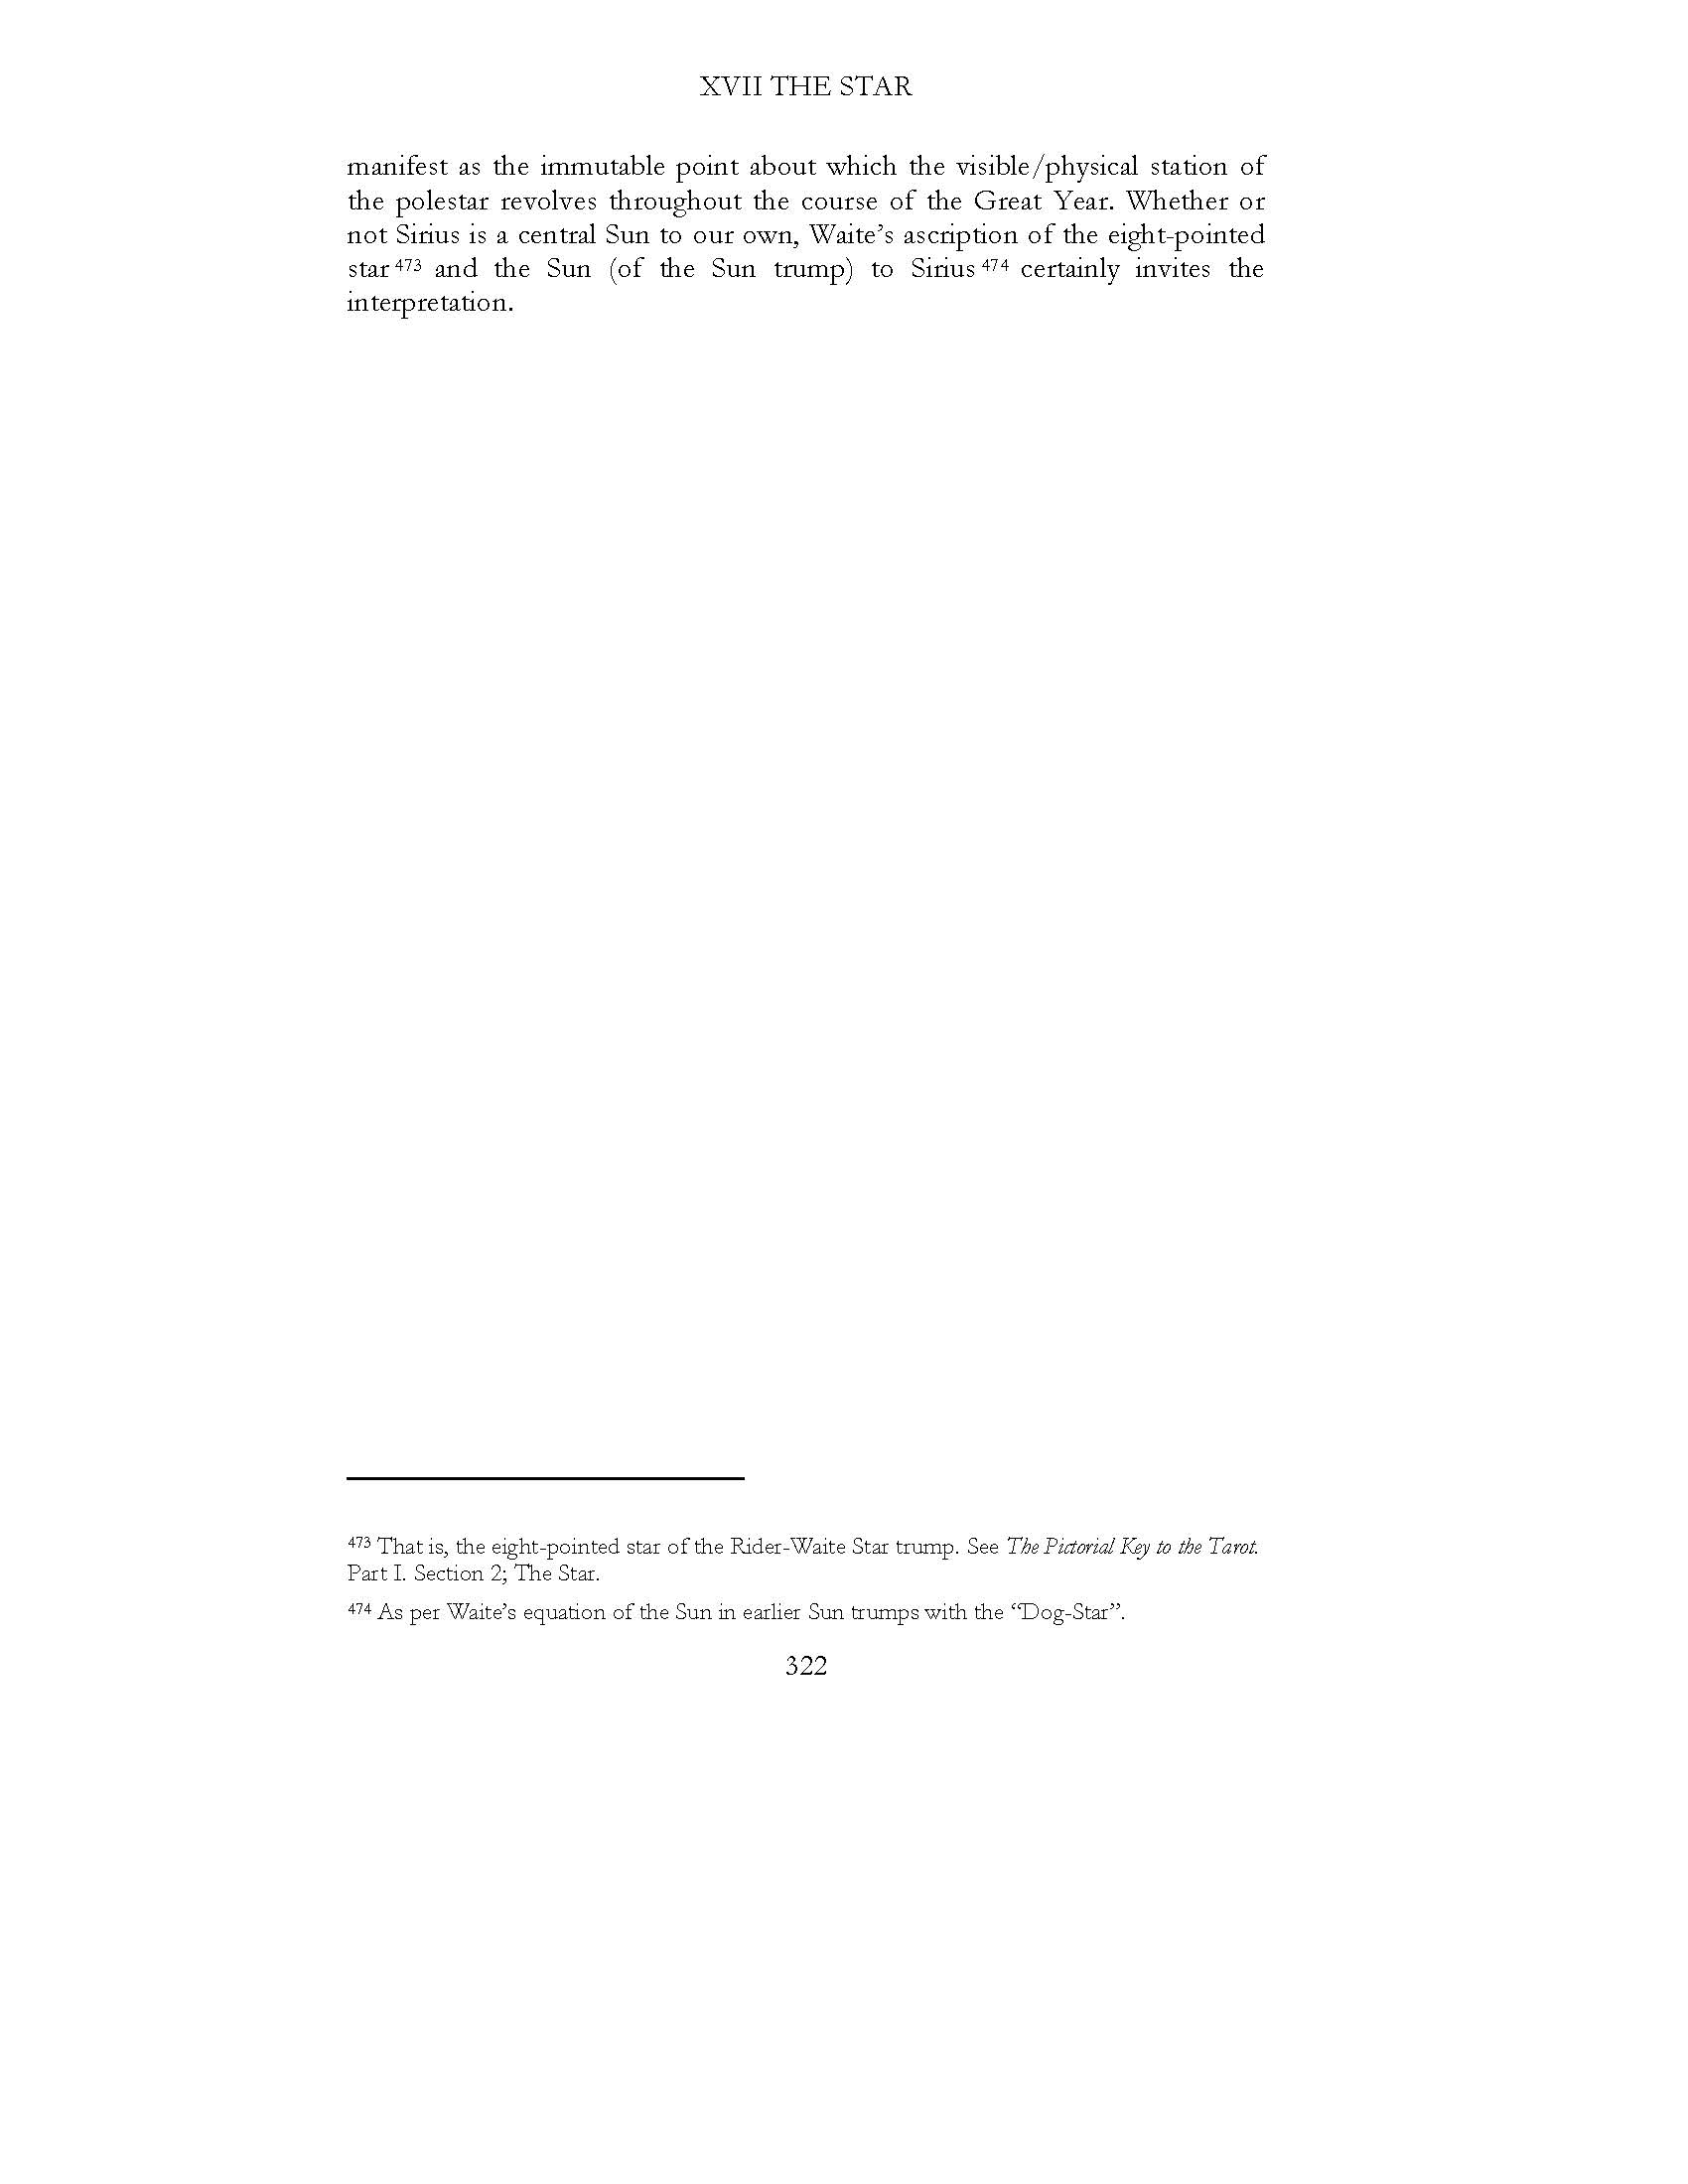 XVII THE STAR
manifest as the immutable point about which the visible/physical station of
the polestar revolves throughout the course of the Great Year. Whether or
not Sirius is a central Sun to our own, Waite’s ascription of the eight-pointed
star 473 and the Sun (of the Sun trump) to Sirius 474 certainly invites the
interpretation.
473 That is, the eight-pointed star of the Rider-Waite Star trump. See The Pictorial Key to the Tarot.
Part I. Section 2; The Star.
474 As per Waite’s equation of the Sun in earlier Sun trumps with the “Dog-Star”.
322